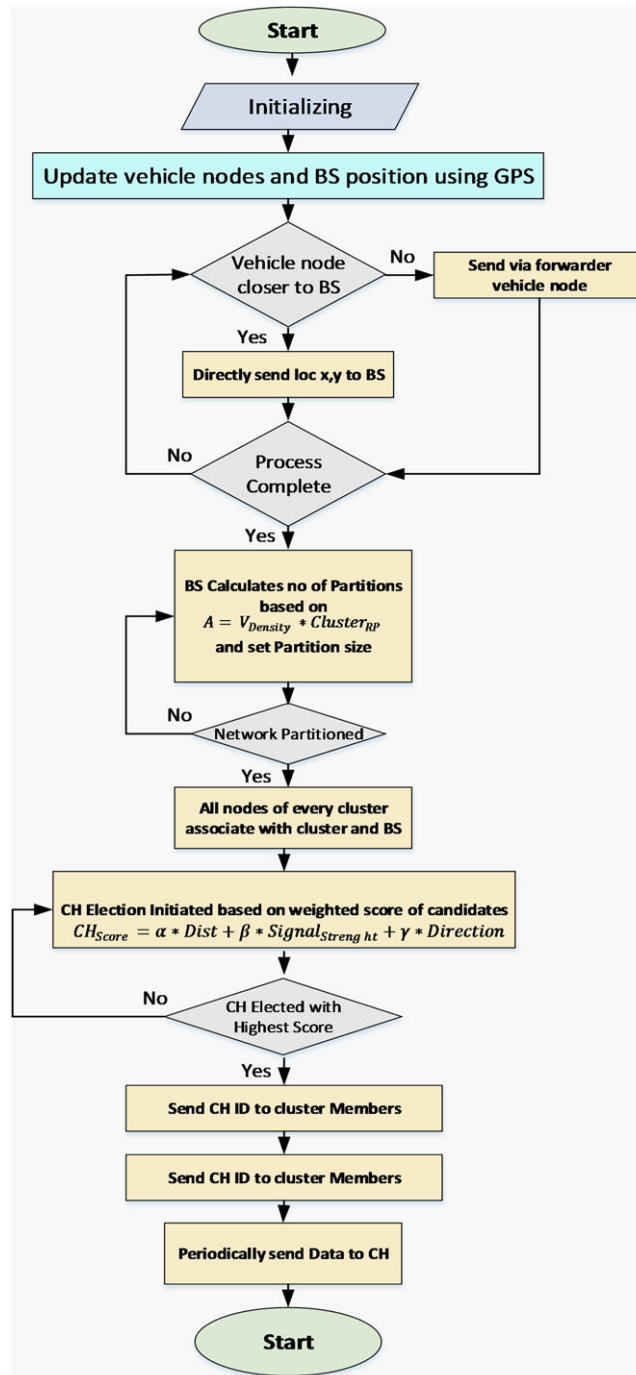 Start
Initializing
Update vehicle nodes and BS position using GPS
Vehicle node
closer to BS
No
Send via forwarder
vehicle node
Yes
Directly send loc x,y to BS
No
Process
Complete
Yes
BS Calculates no of Partitions
based on
A = V_Density * Cluster_RP
and set Partition size
No
Network Partitioned
Yes
All nodes of every cluster
associate with cluster and BS
CH Election Initiated based on weighted score of candidates
CH_Score = α * Dist + β * Signal_Streng ht + γ * Direction
No
CH Elected with
Highest Score
Yes
Send CH ID to cluster Members
Send CH ID to cluster Members
Periodically send Data to CH
Start